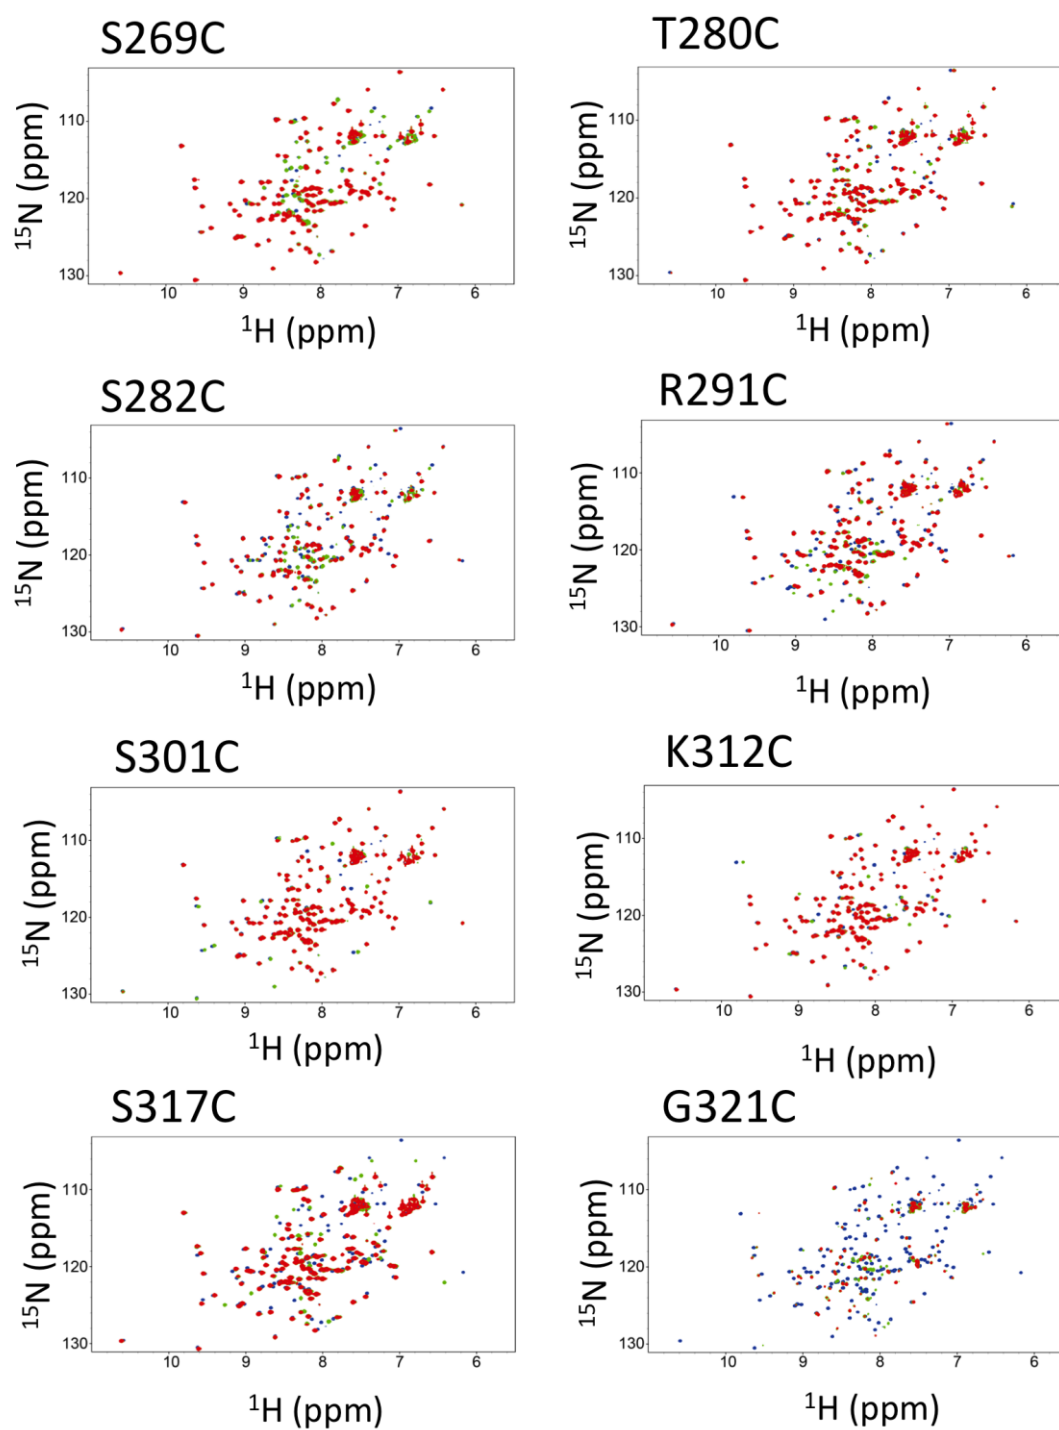 S269C T280C
15N (ppm) 110 120 130 15N (ppm) 110 120 130
10 9 8 7 6 10 9 8 7 6
1H (ppm) 1H (ppm)
S282C R291C
15N (ppm) 110 120 130 15N (ppm) 110 120 130
10 9 8 7 6 10 9 8 7 6
1H (ppm) 1H (ppm)
S301C K312C
15N (ppm) 110 120 130 15N (ppm) 110 120 130
10 9 8 7 6 10 9 8 7 6
1H (ppm) 1H (ppm)
S317C G321C
15N (ppm) 110 120 130 15N (ppm) 110 120 130
10 9 8 7 6 10 9 8 7 6
1H (ppm) 1H (ppm)